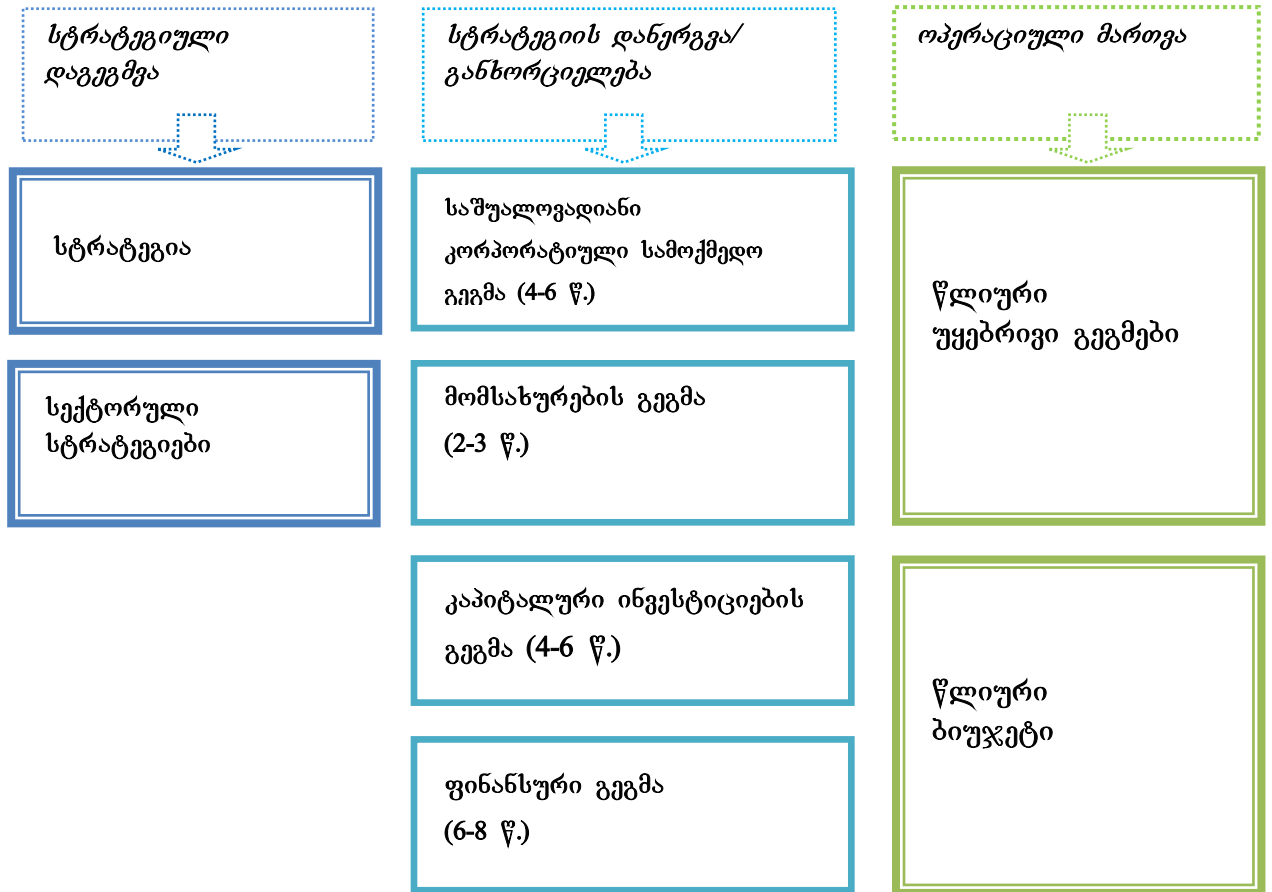 სტრატეგიული
დაგეგმვა
სტრატეგიის დანერგვა/
განხორციელება
ოპერაციული მართვა
სტრატეგია
სექტორული
სტრატეგიები
საშუალოვადიანი
კორპორატიული სამოქმედო
გეგმა (4-6 წ.)
მომსახურების გეგმა
(2-3 წ.)
კაპიტალური ინვესტიციების
გეგმა (4-6 წ.)
ფინანსური გეგმა
(6-8 წ.)
წლიური
უყებრივი გეგმები
წლიური
ბიუჯეტი